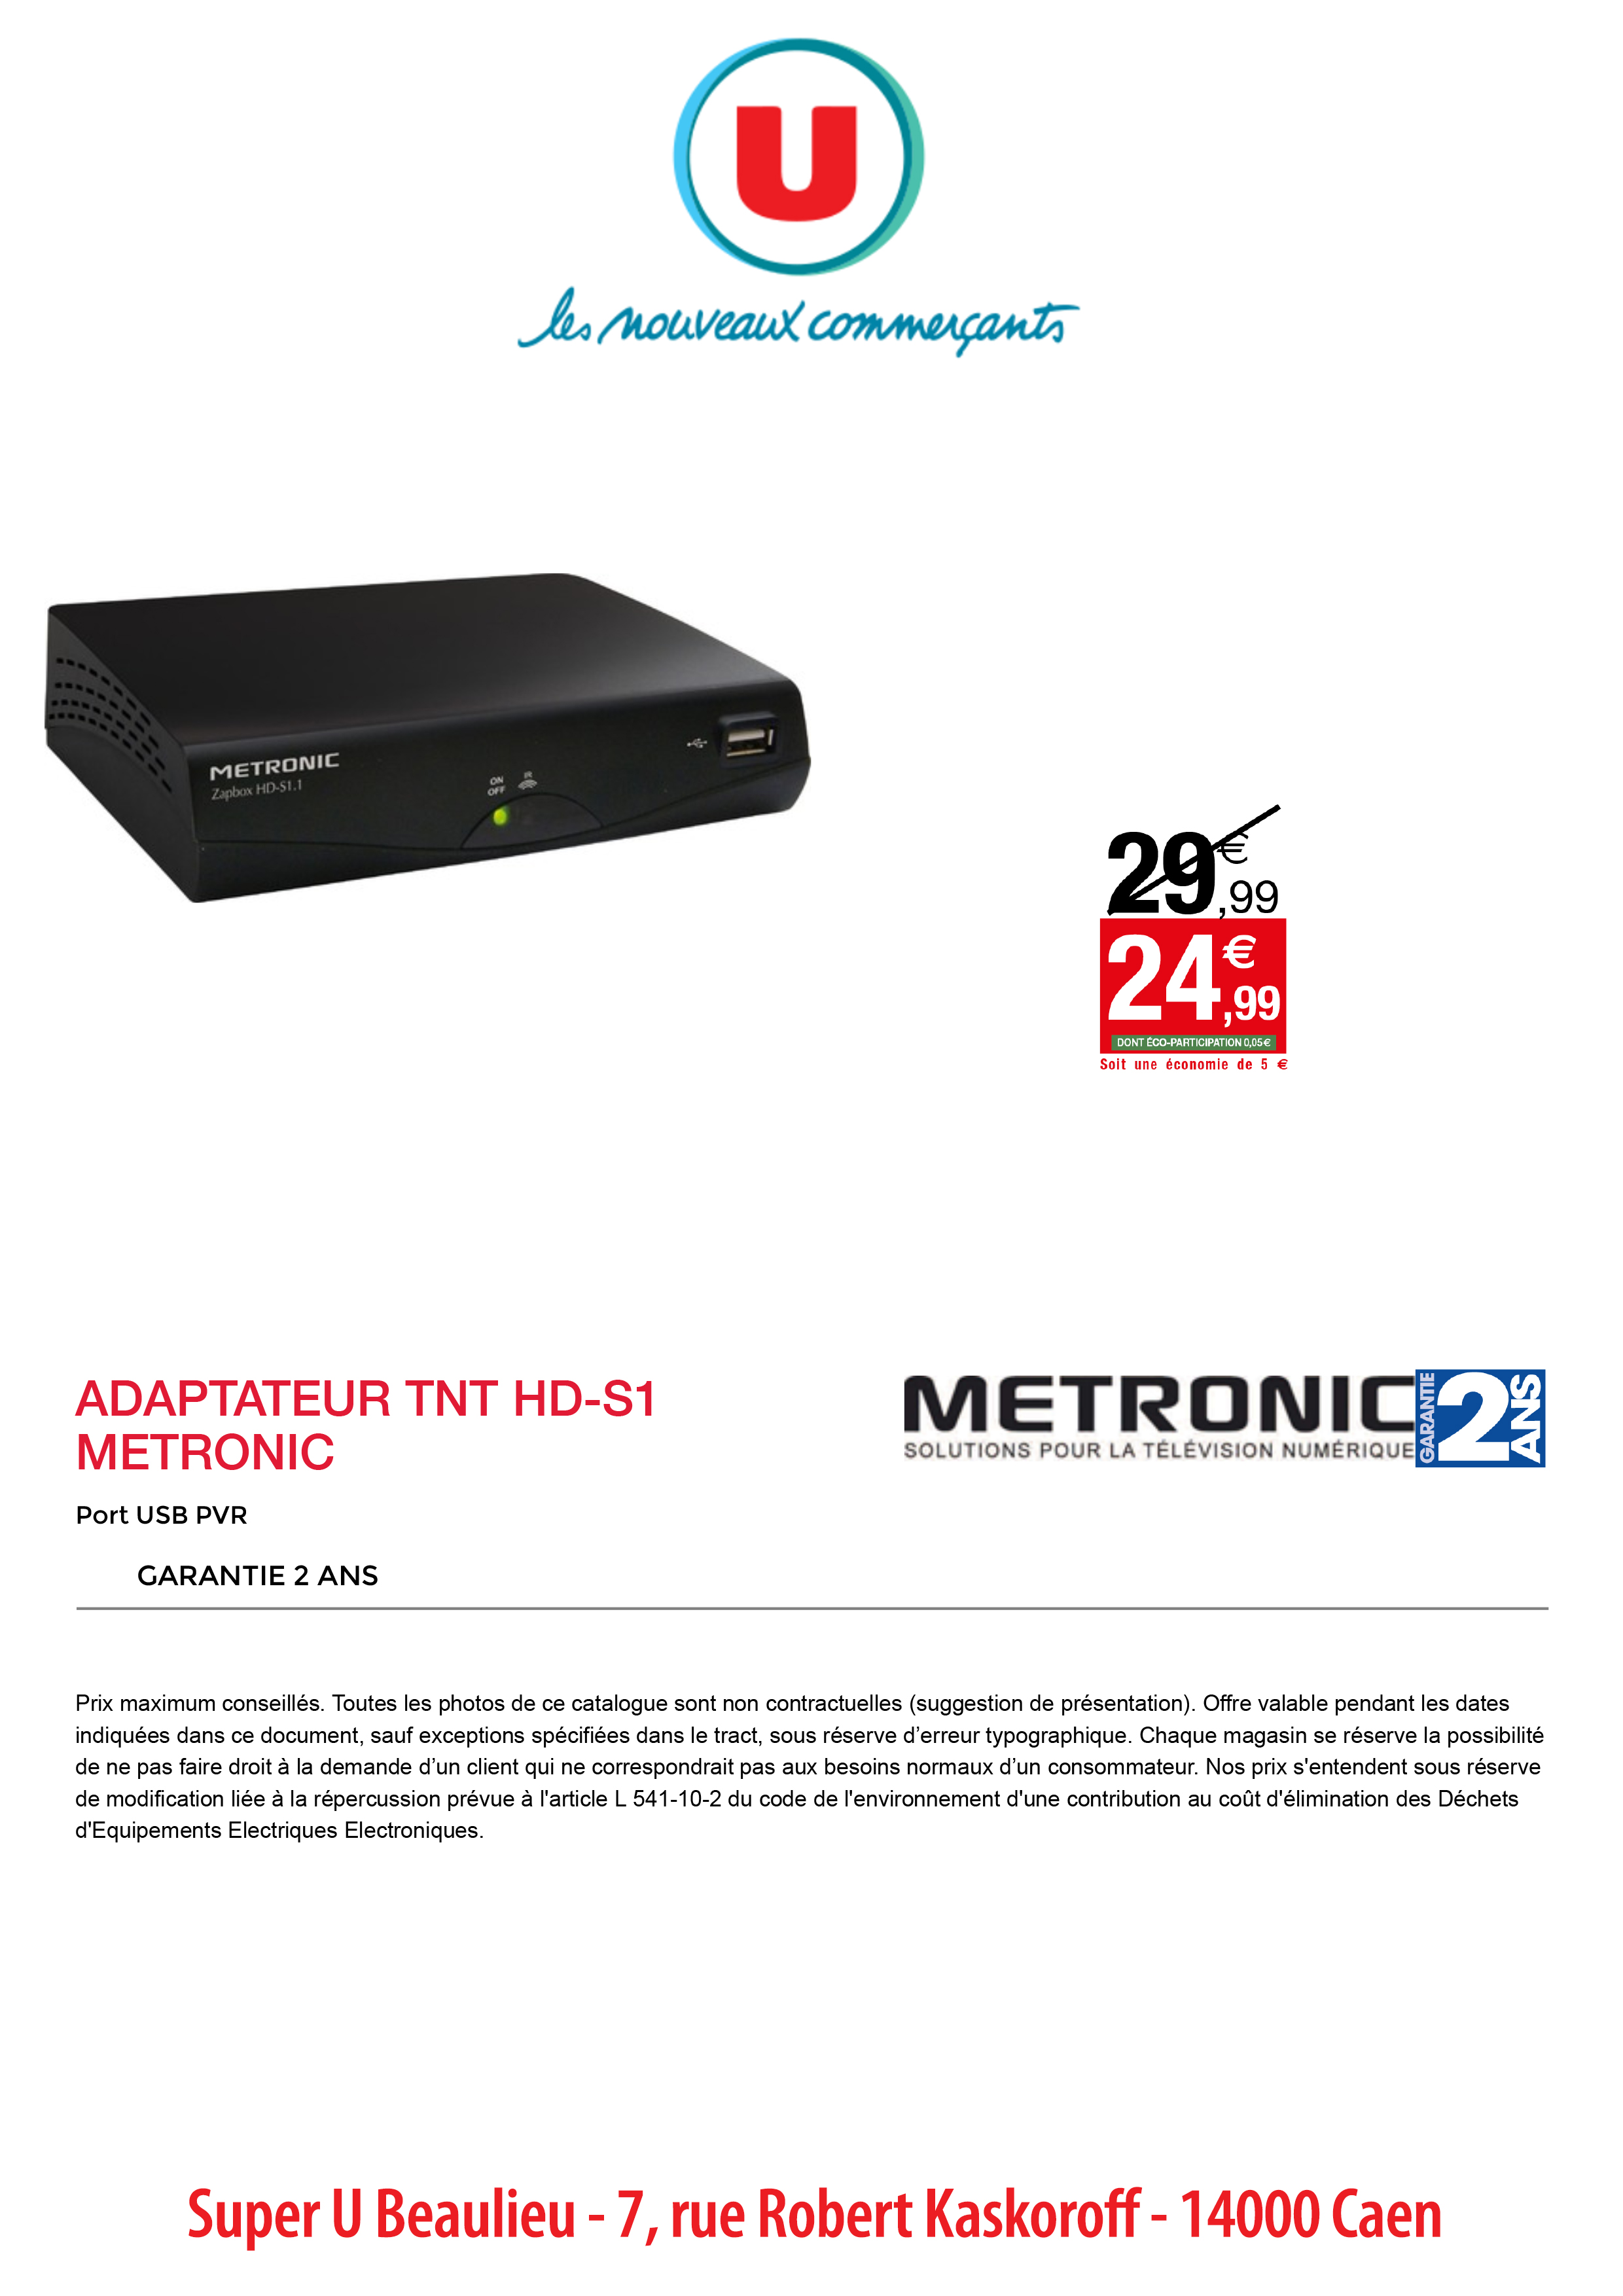 U
les nouveaux commerçants
METRONIC
Zapbox HD-S1.1
ON
OFF
IR
29€,99
24€,99
DONT ÉCO-PARTICIPATION 0,05€
Soit une économie de 5 €
ADAPTATEUR TNT HD-S1
METRONIC
METRONIC
SOLUTIONS POUR LA TÉLÉVISION NUMÉRIQUE
GARANTIE
2
ANS
Port USB PVR
GARANTIE 2 ANS
Prix maximum conseillés. Toutes les photos de ce catalogue sont non contractuelles (suggestion de présentation). Offre valable pendant les dates
indiquées dans ce document, sauf exceptions spécifiées dans le tract, sous réserve d’erreur typographique. Chaque magasin se réserve la possibilité
de ne pas faire droit à la demande d’un client qui ne correspondrait pas aux besoins normaux d’un consommateur. Nos prix s'entendent sous réserve
de modification liée à la répercussion prévue à l'article L 541-10-2 du code de l'environnement d'une contribution au coût d'élimination des Déchets
d'Equipements Electriques Electroniques.
Super U Beaulieu - 7, rue Robert Kaskoroff - 14000 Caen